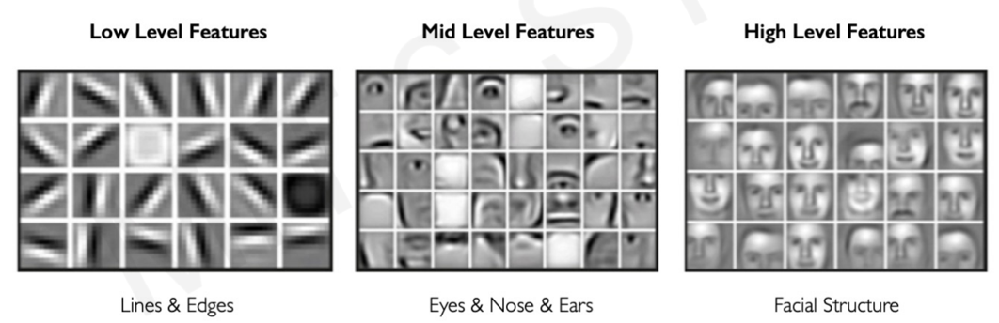 Low Level Features
Mid Level Features
High Level Features
Lines & Edges
Eyes & Nose & Ears
Facial Structure